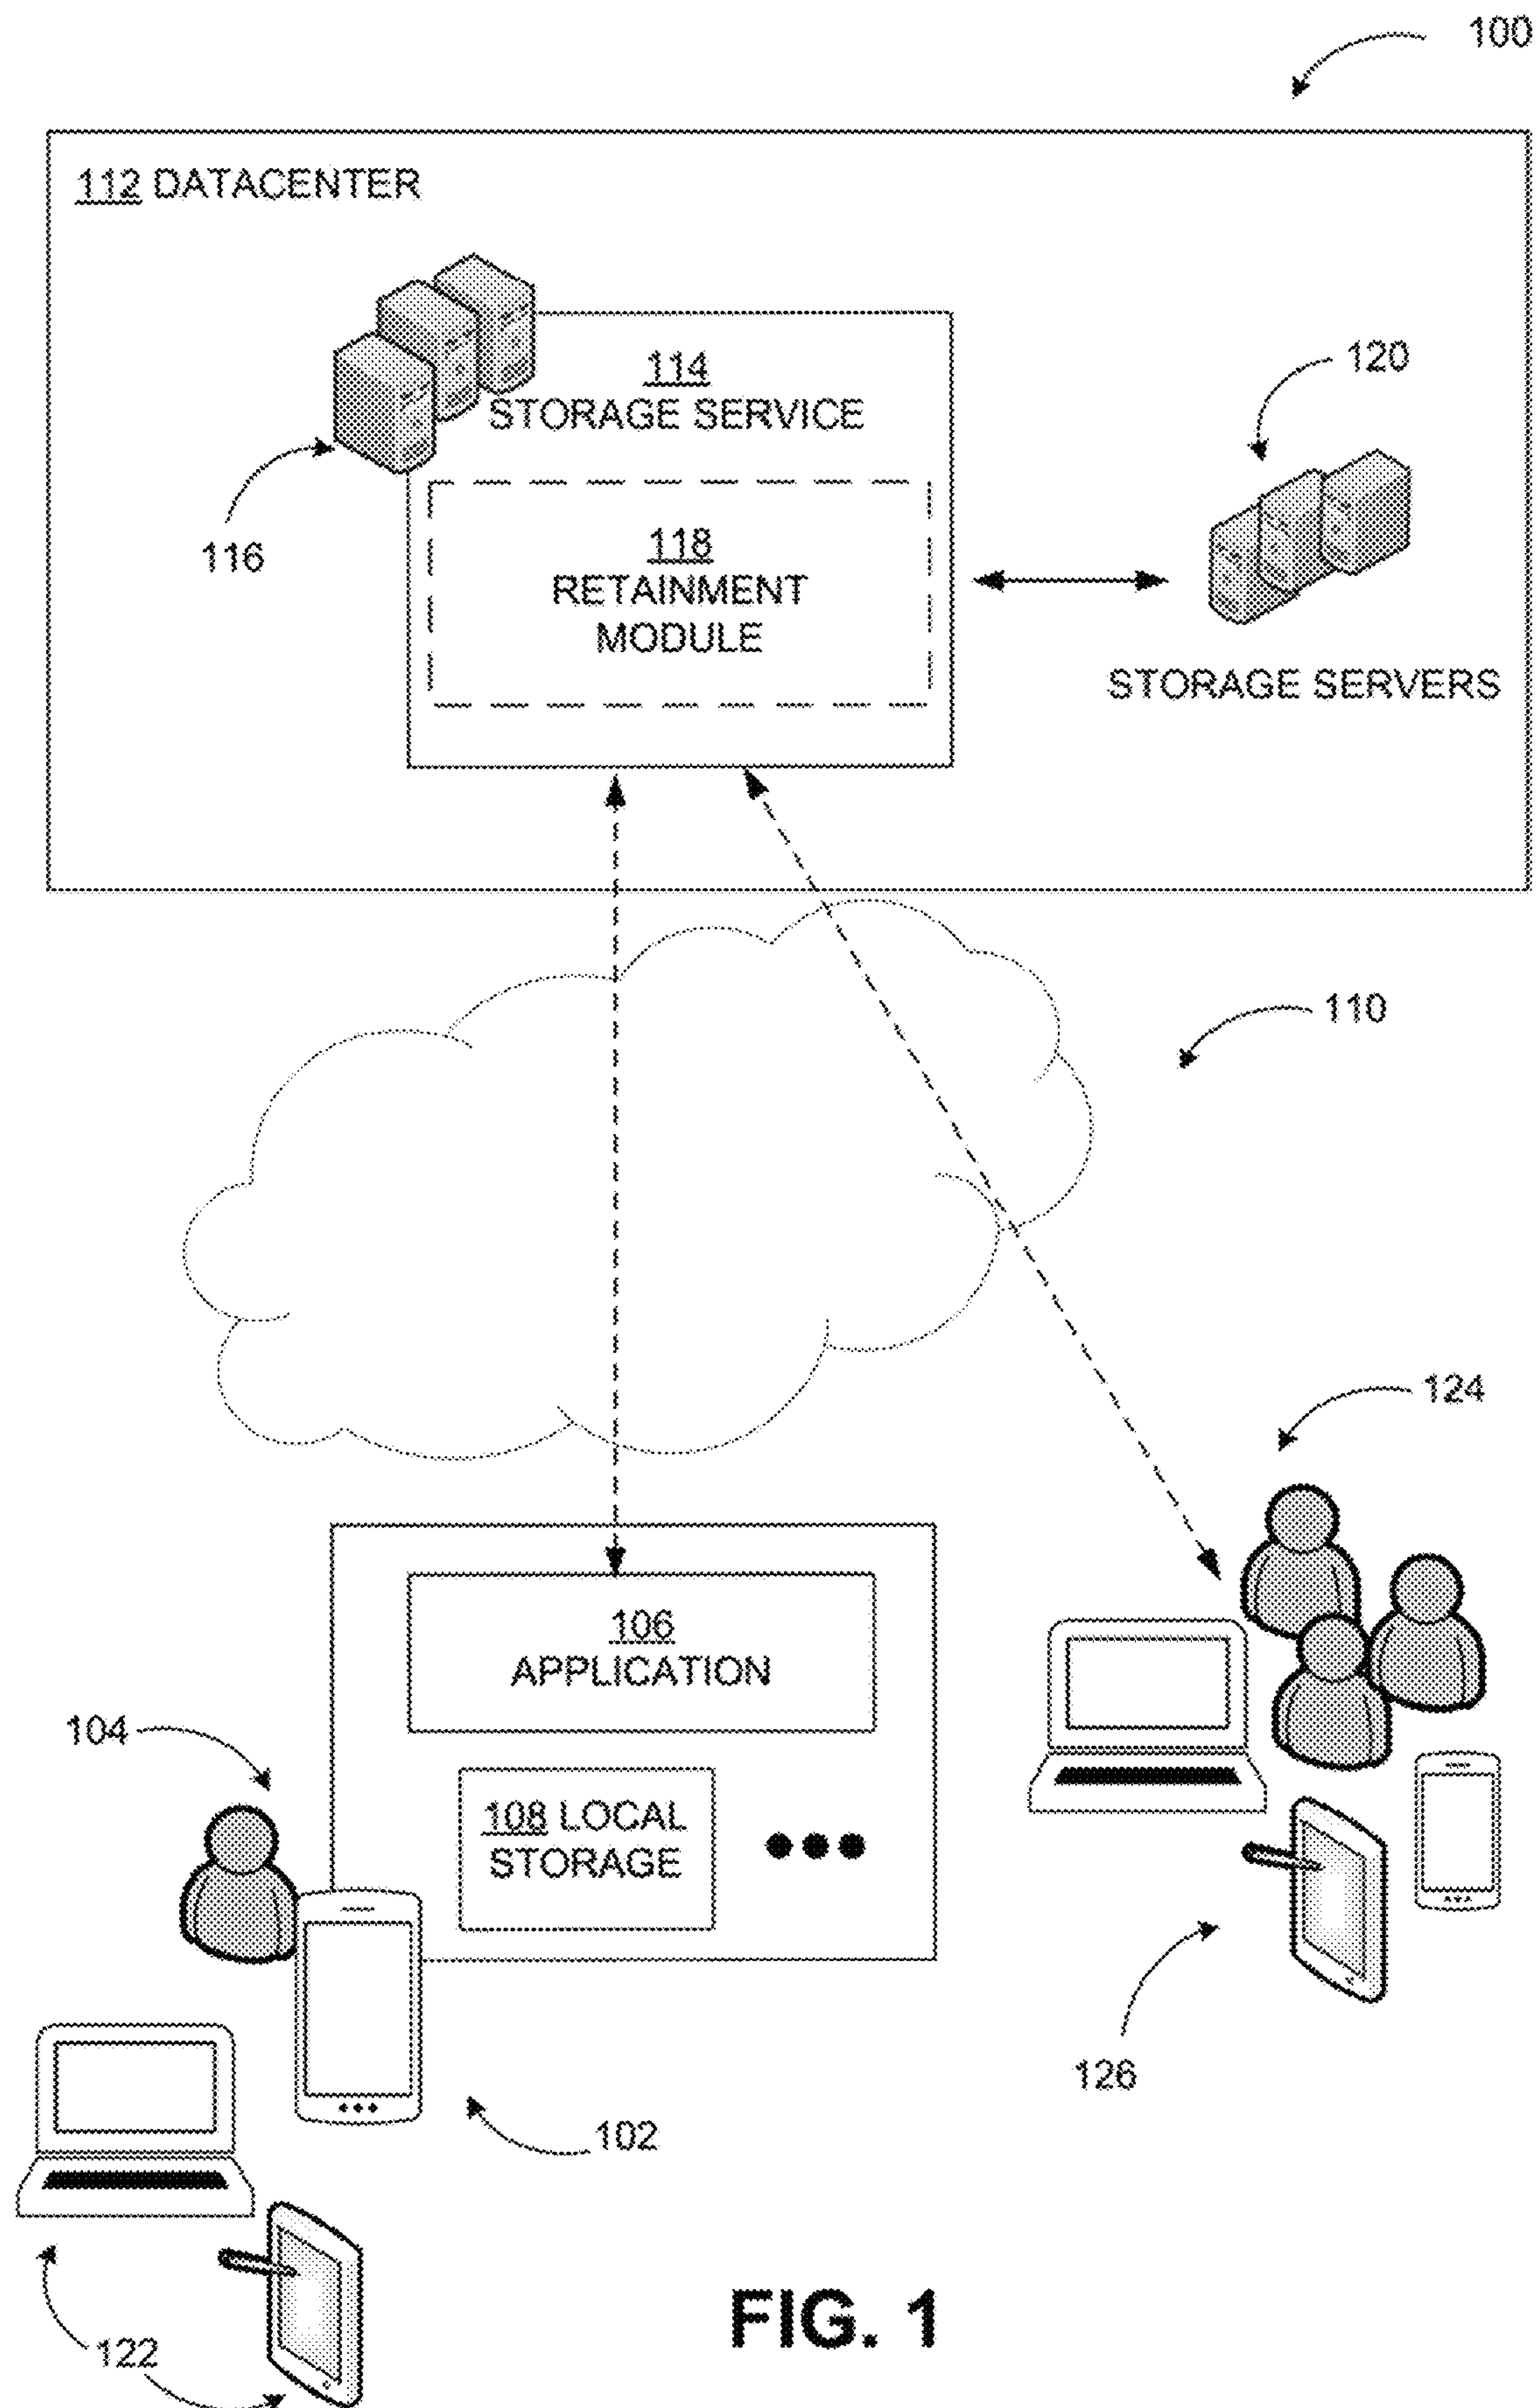 100
112 DATACENTER
114
STORAGE SERVICE
120
116
118
RETAINMENT
MODULE
STORAGE SERVERS
110
124
106
APPLICATION
104
108 LOCAL
STORAGE
126
102
122
FIG. 1